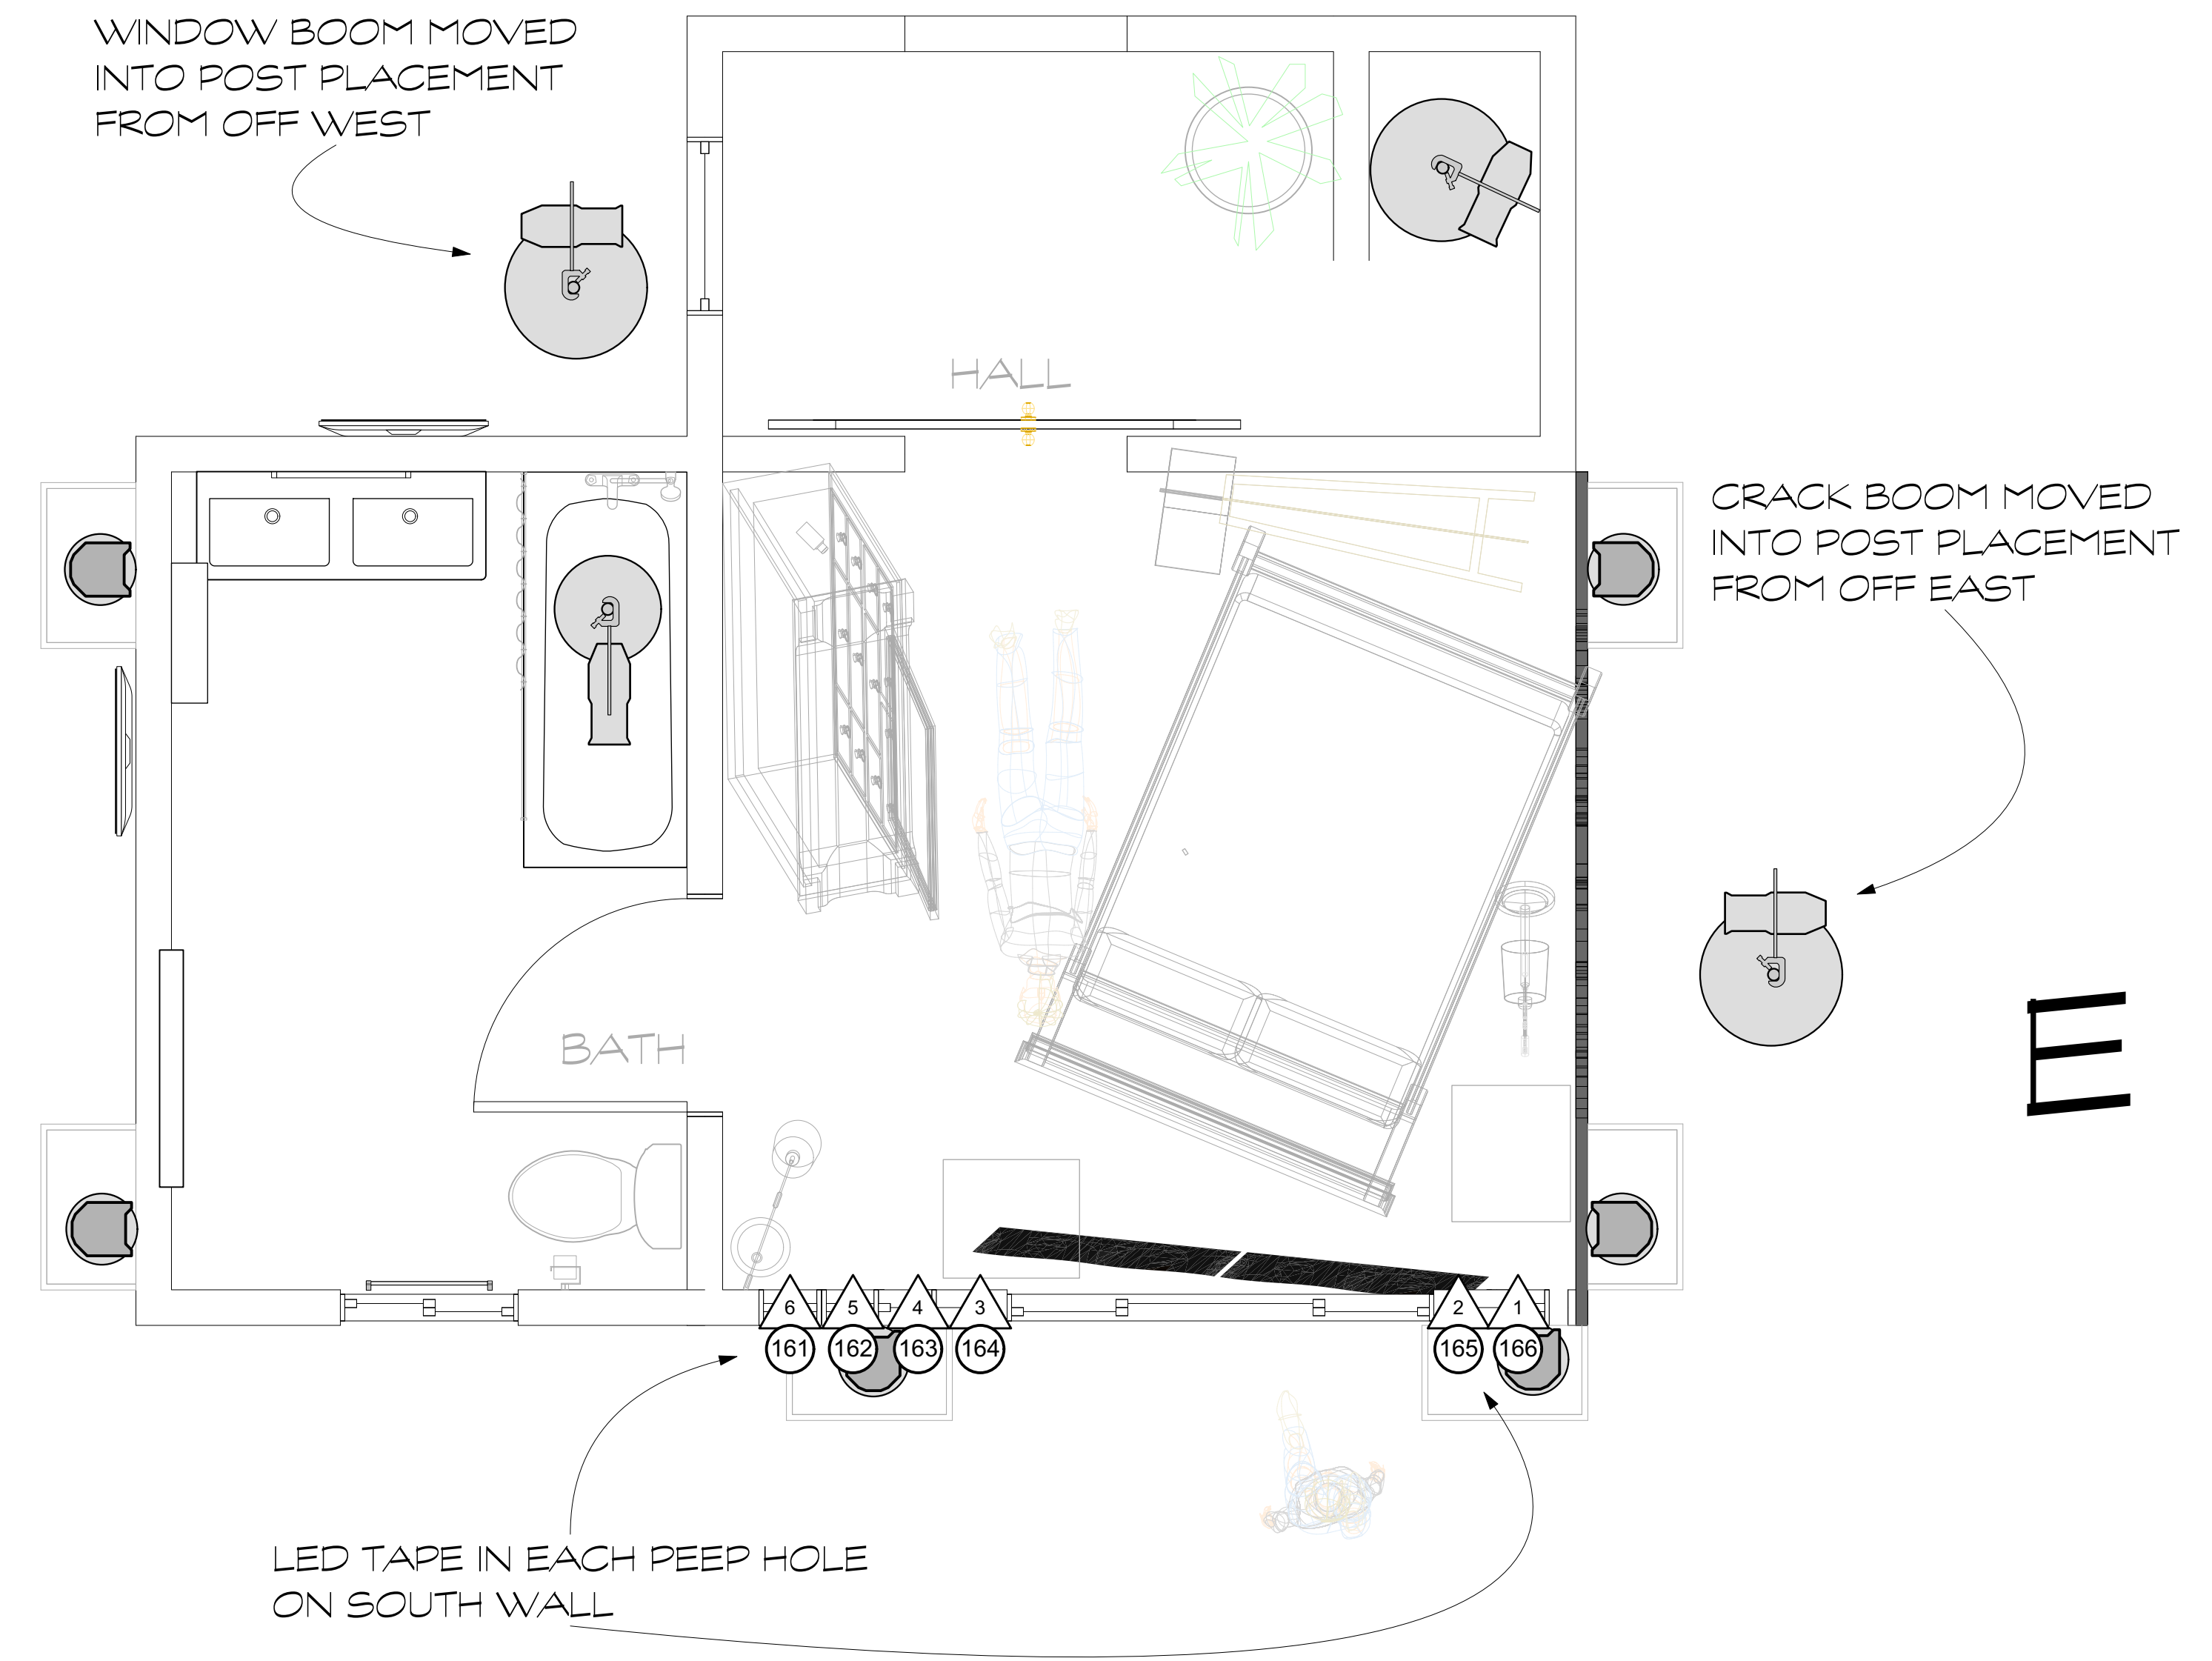 WINDOW BOOM MOVED
INTO POST PLACEMENT
FROM OFF WEST
HALL
CRACK BOOM MOVED
INTO POST PLACEMENT
FROM OFF EAST
E
BATH
6 5 4 3 2 1
161 162 163 164 165 166
LED TAPE IN EACH PEEP HOLE
ON SOUTH WALL